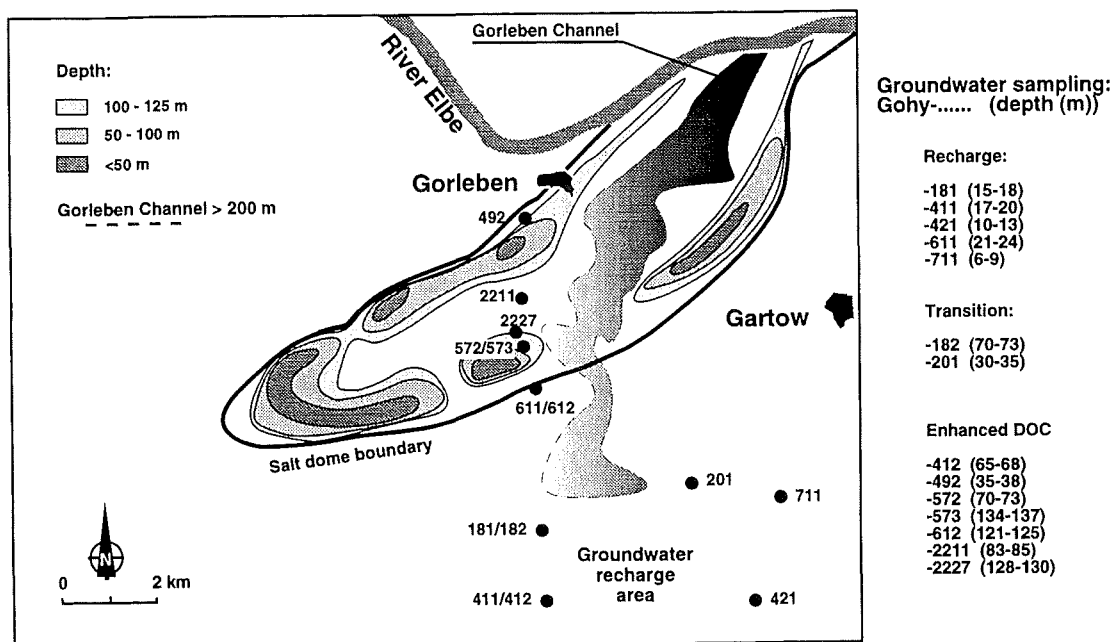 Gorleben Channel
River Elbe
Depth:
100 - 125 m
50 - 100 m
<50 m
Gorleben Channel > 200 m
Gorleben
492
2211
2227
572/573
611/612
Gartow
Salt dome boundary
201
711
181/182
Groundwater
recharge
area
411/412
421
N
0 2 km
Groundwater sampling:
Gohy-...... (depth (m))
Recharge:
-181 (15-18)
-411 (17-20)
-421 (10-13)
-611 (21-24)
-711 (6-9)
Transition:
-182 (70-73)
-201 (30-35)
Enhanced DOC
-412 (65-68)
-492 (35-38)
-572 (70-73)
-573 (134-137)
-612 (121-125)
-2211 (83-85)
-2227 (128-130)